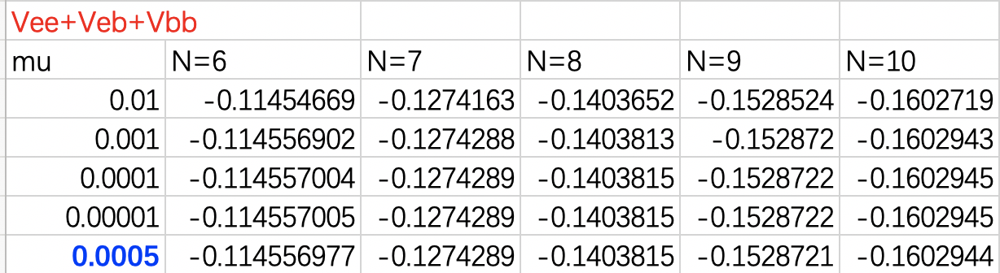 Vee+Veb+Vbb
mu N=6 N=7 N=8 N=9 N=10
0.01 -0.11454669 -0.1274163 -0.1403652 -0.1528524 -0.1602719
0.001 -0.114556902 -0.1274288 -0.1403813 -0.152872 -0.1602943
0.0001 -0.114557004 -0.1274289 -0.1403815 -0.1528722 -0.1602945
0.00001 -0.114557005 -0.1274289 -0.1403815 -0.1528722 -0.1602945
0.0005 -0.114556977 -0.1274289 -0.1403815 -0.1528721 -0.1602944